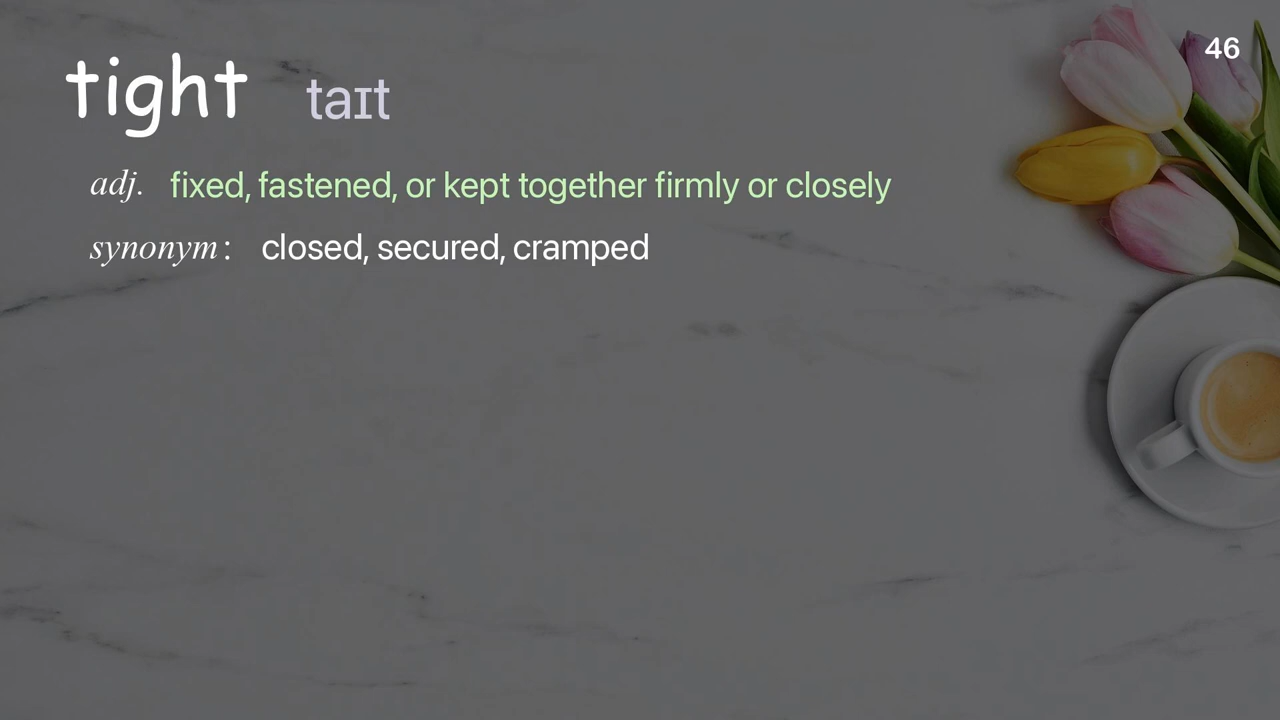 46
tight taɪt
adj. fixed, fastened, or kept together firmly or closely
synonym : closed, secured, cramped